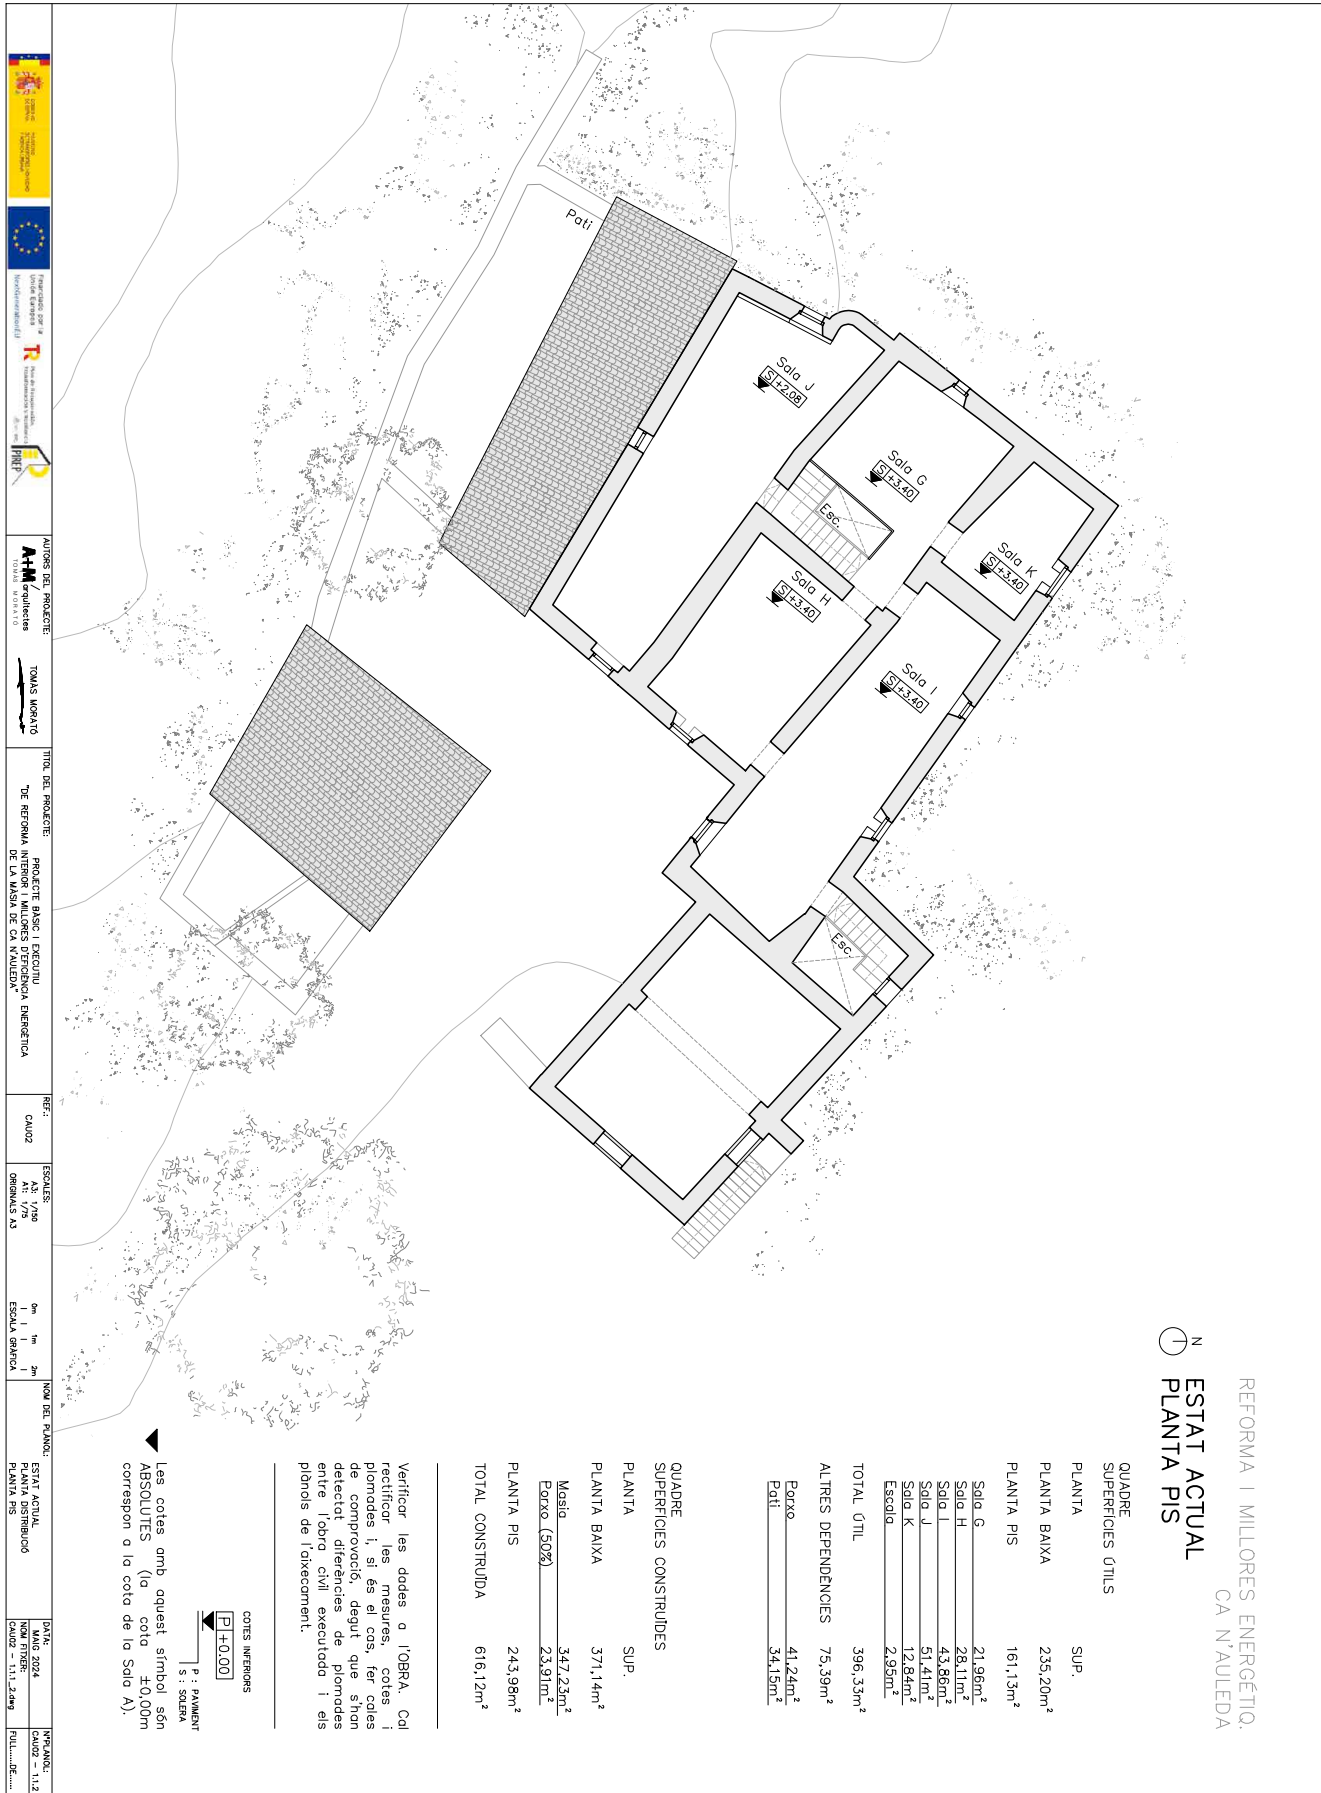 REFORMA I MILLORES ENERGÈTIQ.
CA N'AULEDA
N
ESTAT ACTUAL
PLANTA PIS
QUADRE
SUPERFÍCIES ÚTILS
PLANTA SUP.
PLANTA BAIXA 235,20m²
PLANTA PIS 161,13m²
Sala G 21,96m²
Sala H 28,11m²
Sala I 43,86m²
Sala J 51,41m²
Sala K 12,84m²
Escala 2,95m²
TOTAL ÚTIL 396,33m²
ALTRES DEPENDÈNCIES 75,39m²
Porxo 41,24m²
Pati 34,15m²
QUADRE
SUPERFÍCIES CONSTRUÏDES
PLANTA SUP.
PLANTA BAIXA 371,14m²
Masia 347,23m²
Porxo (50%) 23,91m²
PLANTA PIS 243,98m²
TOTAL CONSTRUÏDA 616,12m²
Verificar les dades a l'OBRA. Cal
rectificar les mesures, cotes i
plomades i, si és el cas, fer cales
de comprovació, degut que s'han
detectat diferències de plomades
entre l'obra civil executada i els
plànols de l'aixecament.
COTES INFERIORS
P +0.00
P : PAVIMENT
S : SOLERA
Les cotes amb aquest símbol són
ABSOLUTES (la cota ±0,00m
correspon a la cota de la Sala A).
Pati
Sala J
S +2.08
Sala G
S +3.40
Esc.
Sala K
S +3.40
Sala H
S +3.40
Sala I
S +3.40
Esc.
Financiado por la
Unión Europea
NextGenerationEU
PIREP
AUTORS DEL PROJECTE:
A+M arquitectes
TOMÀS MORATÓ
TOMÀS MORATÓ
TÍTOL DEL PROJECTE:
PROJECTE BÀSIC I EXECUTIU
"DE REFORMA INTERIOR I MILLORES D'EFICIÈNCIA ENERGÈTICA
DE LA MASIA DE CA N'AULEDA"
REF.:
CAU02
ESCALES:
A3: 1/150
A1: 1/75
ORIGINALS A3
0m 1m 2m
ESCALA GRÀFICA
NOM DEL PLÀNOL:
ESTAT ACTUAL
PLANTA DISTRIBUCIÓ
PLANTA PIS
DATA:
MAIG 2024
NOM FITXER:
CAU02 - 1.1.1_2.dwg
NºPLÀNOL:
CAU02 - 1.1.2
FULL......DE......